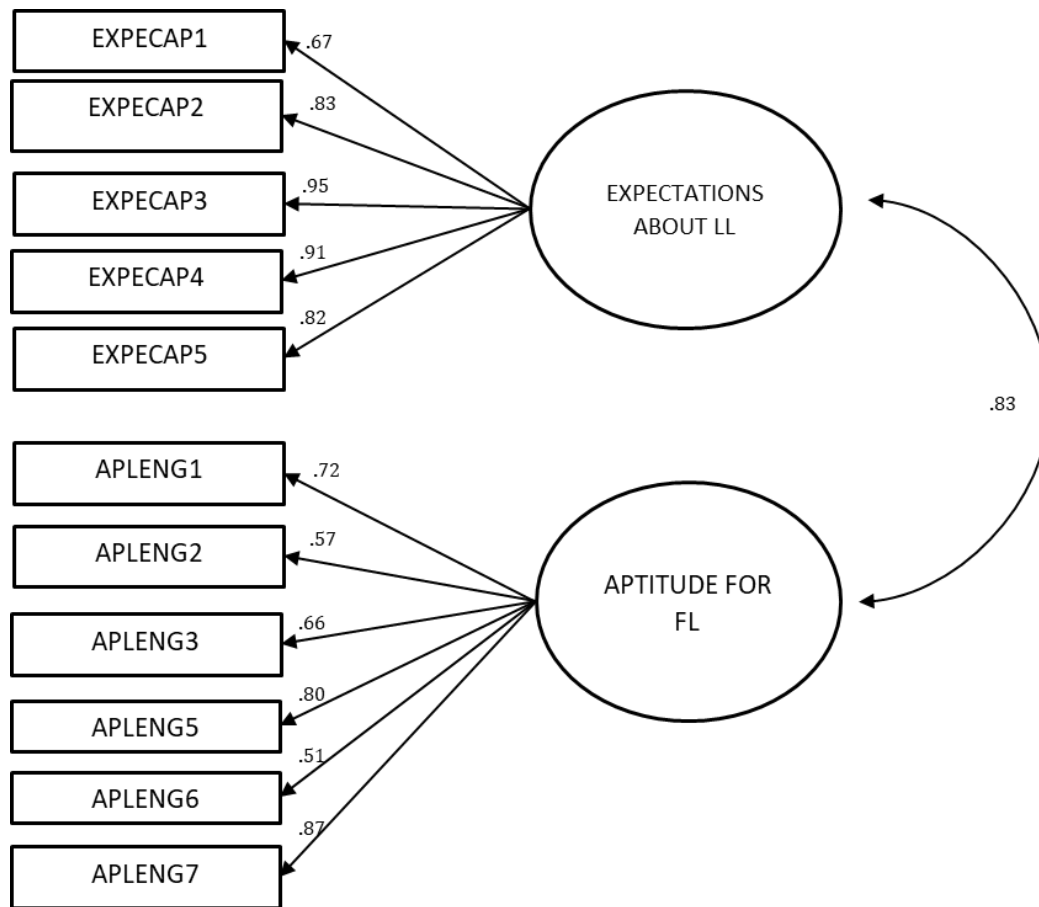 EXPECAP1
.67
EXPECAP2
.83
EXPECAP3
.95
EXPECAP4
.91
EXPECAP5
.82
EXPECTATIONS
ABOUT LL
.83
APLENG1
.72
APLENG2
.57
APLENG3
.66
APLENG5
.80
APLENG6
.51
APLENG7
.87
APTITUDE FOR
FL